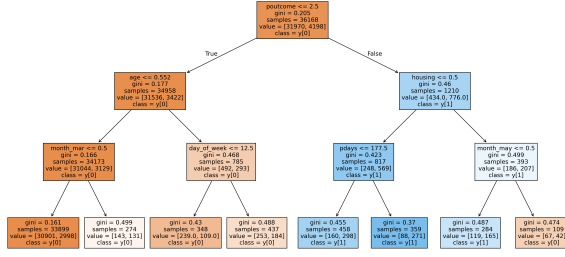 poutcome <= 2.5
gini = 0.205
samples = 36168
value = [31970, 4198]
class = y[0]
True
False
age <= 0.552
gini = 0.177
samples = 34958
value = [31536, 3422]
class = y[0]
housing <= 0.5
gini = 0.46
samples = 1210
value = [434.0, 776.0]
class = y[1]
month_mar <= 0.5
gini = 0.166
samples = 34173
value = [31044, 3129]
class = y[0]
day_of_week <= 12.5
gini = 0.468
samples = 785
value = [492, 293]
class = y[0]
pdays <= 177.5
gini = 0.423
samples = 817
value = [248, 569]
class = y[1]
month_may <= 0.5
gini = 0.499
samples = 393
value = [186, 207]
class = y[1]
gini = 0.161
samples = 33899
value = [30901, 2998]
class = y[0]
gini = 0.499
samples = 274
value = [143, 131]
class = y[0]
gini = 0.43
samples = 348
value = [239.0, 109.0]
class = y[0]
gini = 0.488
samples = 437
value = [253, 184]
class = y[0]
gini = 0.455
samples = 458
value = [160, 298]
class = y[1]
gini = 0.37
samples = 359
value = [88, 271]
class = y[1]
gini = 0.487
samples = 284
value = [119, 165]
class = y[1]
gini = 0.474
samples = 109
value = [67, 42]
class = y[0]